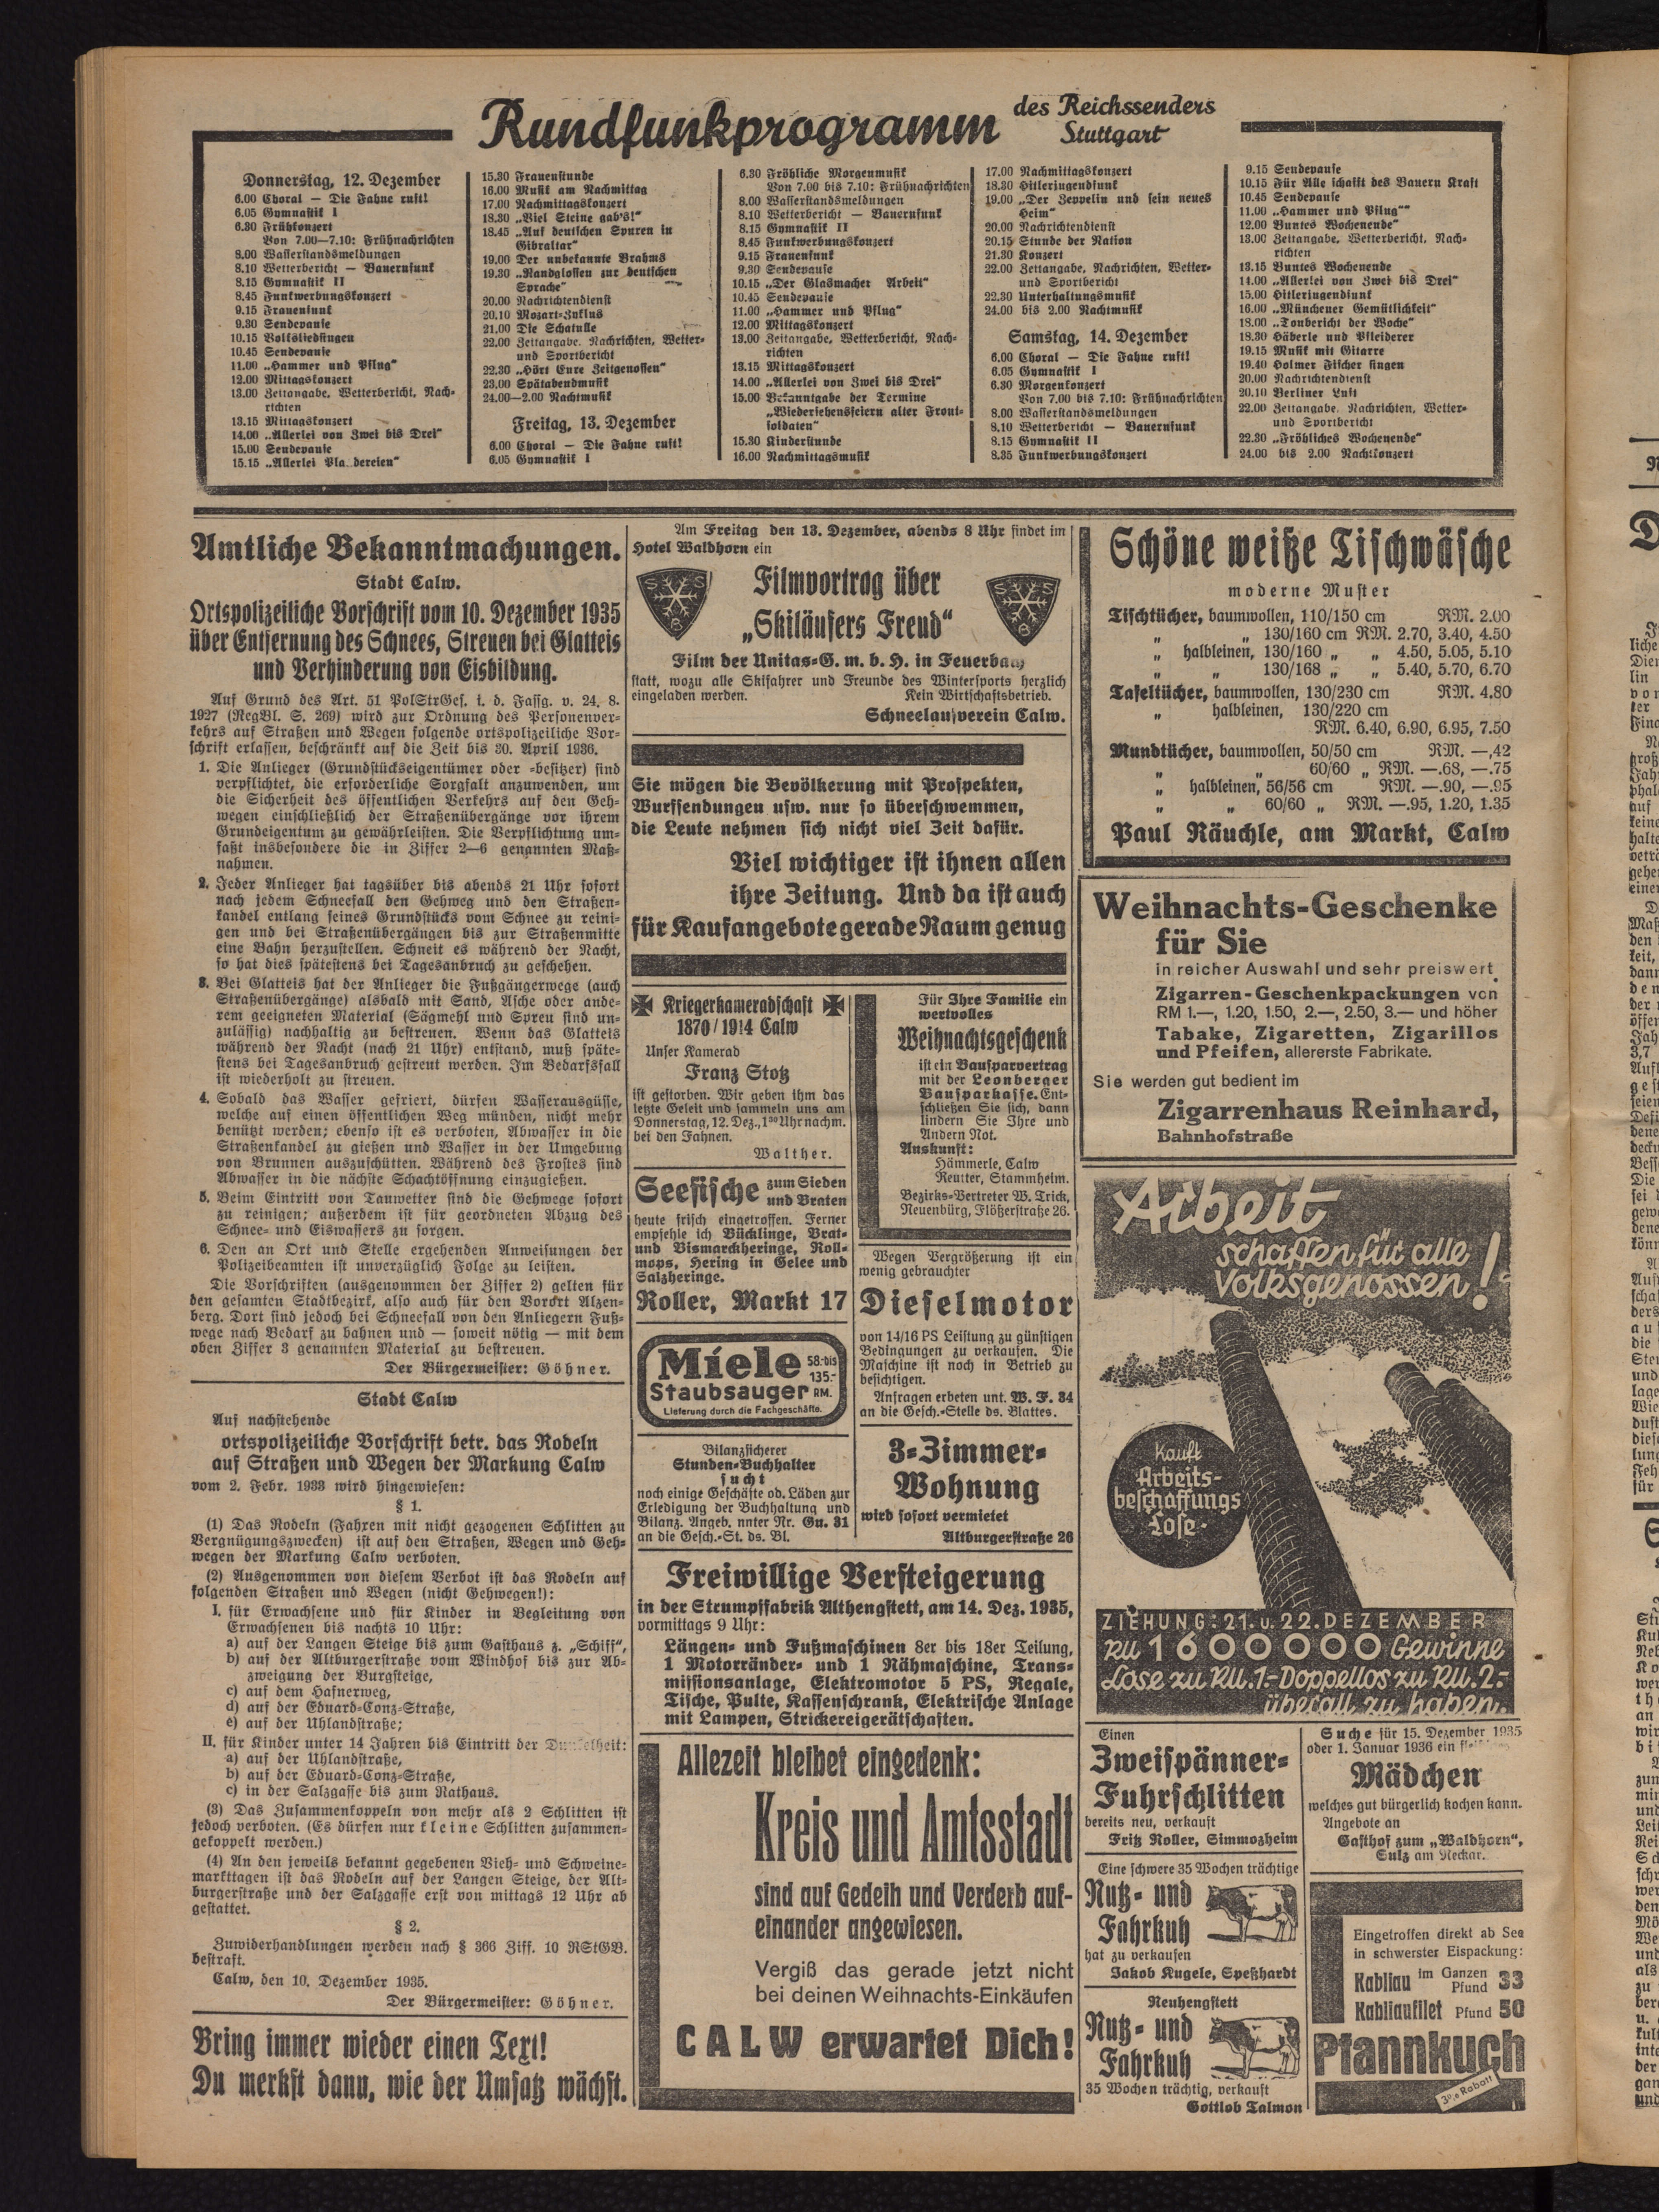 Rundfunkprogramm des Reichssenders
Stuttgart
Donnerstag, 12. Dezember
6.00 Choral — Die Fahne ruft!
6.05 Gymnastik I
6.30 Frühkonzert
Von 7.00—7.10: Frühnachrichten
8.00 Wasserstandsmeldungen
8.10 Wetterbericht — Bauernfunk
8.15 Gymnastik II
8.45 Funkwerbungskonzert
9.15 Frauenfunk
9.30 Sendepause
10.15 Volksliedsingen
10.45 Sendepause
11.00 „Hammer und Pflug“
12.00 Mittagskonzert
13.00 Zeitangabe, Wetterbericht, Nach-
richten
13.15 Mittagskonzert
14.00 „Allerlei von Zwei bis Drei“
15.00 Sendepause
15.15 „Allerlei Pla..dereien“
15.30 Frauenstunde
16.00 Musik am Nachmittag
17.00 Nachmittagskonzert
18.30 „Viel Steine gab's!“
18.45 „Auf deutschen Spuren in
Gibraltar“
19.00 Der unbekannte Brahms
19.30 „Randglossen zur deutschen
Sprache“
20.00 Nachrichtendienst
20.10 Mozart-Zyklus
21.00 Die Schatulle
22.00 Zeitangabe, Nachrichten, Wetter-
und Sportbericht
22.30 „Hört Eure Zeitgenossen“
23.00 Spätabendmusik
24.00—2.00 Nachtmusik
Freitag, 13. Dezember
6.00 Choral — Die Fahne ruft!
6.05 Gymnastik I
6.30 Fröhliche Morgenmusik
Von 7.00 bis 7.10: Frühnachrichten
8.00 Wasserstandsmeldungen
8.10 Wetterbericht — Bauernfunk
8.15 Gymnastik II
8.45 Funkwerbungskonzert
9.15 Frauenfunk
9.30 Sendepause
10.15 „Der Glasmacher Arbeit“
10.45 Sendepause
11.00 „Hammer und Pflug“
12.00 Mittagskonzert
13.00 Zeitangabe, Wetterbericht, Nach-
richten
13.15 Mittagskonzert
14.00 „Allerlei von Zwei bis Drei“
15.00 Bekanntgabe der Termine
„Wiedersehensfeiern alter Front-
soldaten“
15.30 Kinderstunde
16.00 Nachmittagsmusik
17.00 Nachmittagskonzert
18.30 Hitlerjugendfunk
19.00 „Der Zeppelin und sein neues
Heim“
20.00 Nachrichtendienst
20.15 Stunde der Nation
21.30 Konzert
22.00 Zeitangabe, Nachrichten, Wetter-
und Sportbericht
22.30 Unterhaltungsmusik
24.00 bis 2.00 Nachtmusik
Samstag, 14. Dezember
6.00 Choral — Die Fahne ruft!
6.05 Gymnastik I
6.30 Morgenkonzert
Von 7.00 bis 7.10: Frühnachrichten
8.00 Wasserstandsmeldungen
8.10 Wetterbericht — Bauernfunk
8.15 Gymnastik II
8.35 Funkwerbungskonzert
9.15 Sendepause
10.15 Für Alle schafft des Bauern Kraft
10.45 Sendepause
11.00 „Hammer und Pflug“"
12.00 Buntes Wochenende“
13.00 Zeitangabe, Wetterbericht, Nach-
richten
13.15 Buntes Wochenende
14.00 „Allerlei von Zwei bis Drei“
15.00 Hitlerjugendfunk
16.00 „Münchener Gemütlichkeit“
18.00 „Tonbericht der Woche“
18.30 Häberle und Pfleiderer
19.15 Musik mit Gitarre
19.40 Holmer Fischer singen
20.00 Nachrichtendienst
20.10 Berliner Luft
22.00 Zeitangabe, Nachrichten, Wetter-
und Sportbericht
22.30 „Fröhliches Wochenende“
24.00 bis 2.00 Nachtkonzert
Amtliche Bekanntmachungen.
Stadt Calw.
Ortspolizeiliche Vorschrift vom 10. Dezember 1935
über Entfernung des Schnees, Streuen bei Glatteis
und Verhinderung von Eisbildung.
Auf Grund des Art. 51 PolStrGes. i. d. Fassg. v. 24. 8.
1927 (RegBl. S. 269) wird zur Ordnung des Personenver-
kehrs auf Straßen und Wegen folgende ortspolizeiliche Vor-
schrift erlassen, beschränkt auf die Zeit bis 30. April 1936.
1. Die Anlieger (Grundstückseigentümer oder -besitzer) sind
verpflichtet, die erforderliche Sorgfalt anzuwenden, um
die Sicherheit des öffentlichen Verkehrs auf den Geh-
wegen einschließlich der Straßenübergänge vor ihrem
Grundeigentum zu gewährleisten. Die Verpflichtung um-
faßt insbesondere die in Ziffer 2—6 genannten Maß-
nahmen.
2. Jeder Anlieger hat tagsüber bis abends 21 Uhr sofort
nach jedem Schneefall den Gehweg und den Straßen-
kandel entlang seines Grundstücks vom Schnee zu reini-
gen und bei Straßenübergängen bis zur Straßenmitte
eine Bahn herzustellen. Schneit es während der Nacht,
so hat dies spätestens bei Tagesanbruch zu geschehen.
3. Bei Glatteis hat der Anlieger die Fußgängerwege (auch
Straßenübergänge) alsbald mit Sand, Asche oder ande-
rem geeigneten Material (Sägmehl und Spreu sind un-
zulässig) nachhaltig zu bestreuen. Wenn das Glatteis
während der Nacht (nach 21 Uhr) entstand, muß späte-
stens bei Tagesanbruch gestreut werden. Im Bedarfsfall
ist wiederholt zu streuen.
4. Sobald das Wasser gefriert, dürfen Wasserausgüsse,
welche auf einen öffentlichen Weg münden, nicht mehr
benützt werden; ebenso ist es verboten, Abwasser in die
Straßenkandel zu gießen und Wasser in der Umgebung
von Brunnen auszuschütten. Während des Frostes sind
Abwasser in die nächste Schachtöffnung einzugießen.
5. Beim Eintritt von Tauwetter sind die Gehwege sofort
zu reinigen; außerdem ist für geordneten Abzug des
Schnee- und Eiswassers zu sorgen.
6. Den an Ort und Stelle ergehenden Anweisungen der
Polizeibeamten ist unverzüglich Folge zu leisten.
Die Vorschriften (ausgenommen der Ziffer 2) gelten für
den gesamten Stadtbezirk, also auch für den Vorort Alzen-
berg. Dort sind jedoch bei Schneefall von den Anliegern Fuß-
wege nach Bedarf zu bahnen und — soweit nötig — mit dem
oben Ziffer 3 genannten Material zu bestreuen.
Der Bürgermeister: Göhner.
Stadt Calw
Auf nachstehende
ortspolizeiliche Vorschrift betr. das Rodeln
auf Straßen und Wegen der Markung Calw
vom 2. Febr. 1933 wird hingewiesen:
§ 1.
(1) Das Rodeln (Fahren mit nicht gezogenen Schlitten zu
Vergnügungszwecken) ist auf den Straßen, Wegen und Geh-
wegen der Markung Calw verboten.
(2) Ausgenommen von diesem Verbot ist das Rodeln auf
folgenden Straßen und Wegen (nicht Gehwegen!):
I. für Erwachsene und für Kinder in Begleitung von
Erwachsenen bis nachts 10 Uhr:
a) auf der Langen Steige bis zum Gasthaus z. „Schiff“,
b) auf der Altburgerstraße vom Windhof bis zur Ab-
zweigung der Burgsteige,
c) auf dem Hafnerweg,
d) auf der Eduard-Conz-Straße,
e) auf der Uhlandstraße;
II. für Kinder unter 14 Jahren bis Eintritt der Dunkelheit:
a) auf der Uhlandstraße,
b) auf der Eduard-Conz-Straße,
c) in der Salzgasse bis zum Rathaus.
(3) Das Zusammenkoppeln von mehr als 2 Schlitten ist
jedoch verboten. (Es dürfen nur kleine Schlitten zusammen-
gekoppelt werden.)
(4) An den jeweils bekannt gegebenen Vieh- und Schweine-
markttagen ist das Rodeln auf der Langen Steige, der Alt-
burgerstraße und der Salzgasse erst von mittags 12 Uhr ab
gestattet.
§ 2.
Zuwiderhandlungen werden nach § 366 Ziff. 10 RStGB.
bestraft.
Calw, den 10. Dezember 1935.
Der Bürgermeister: Göhner.
Bring immer wieder einen Text!
Du merkst dann, wie der Umsatz wächst.
Am Freitag den 13. Dezember, abends 8 Uhr findet im
Hotel Waldhorn ein
Filmvortrag über
„Skiläufers Freud“
Film der Unitas-G. m. b. H. in Feuerbach
statt, wozu alle Skifahrer und Freunde des Wintersports herzlich
eingeladen werden. Kein Wirtschaftsbetrieb.
Schneelaufverein Calw.
Sie mögen die Bevölkerung mit Prospekten,
Wurfsendungen usw. nur so überschwemmen,
die Leute nehmen sich nicht viel Zeit dafür.
Viel wichtiger ist ihnen allen
ihre Zeitung. Und da ist auch
für Kaufangebote gerade Raum genug
Kriegerkameradschaft
1870/1914 Calw
Unser Kamerad
Franz Stotz
ist gestorben. Wir geben ihm das
letzte Geleit und sammeln uns am
Donnerstag, 12. Dez., 1³⁰ Uhr nachm.
bei den Fahnen.
Walther.
Seefische zum Sieden
und Braten
heute frisch eingetroffen. Ferner
empfehle ich Bücklinge, Brat-
und Bismarckheringe, Roll-
mops, Hering in Gelee und
Salzheringe.
Roller, Markt 17
Miele 58.-bis
135.-
Staubsauger RM.
Lieferung durch die Fachgeschäfte.
Bilanzsicherer
Stunden-Buchhalter
sucht
noch einige Geschäfte od. Läden zur
Erledigung der Buchhaltung und
Bilanz. Angeb. unter Nr. Gu. 31
an die Gesch.-St. ds. Bl.
Für Ihre Familie ein
wertvolles
Weihnachtsgeschenk
ist ein Bausparvertrag
mit der Leonberger
Bausparkasse. Ent-
schließen Sie sich, dann
lindern Sie Ihre und
Andern Not.
Auskunft:
Hämmerle, Calw
Reutter, Stammheim.
Bezirks-Vertreter W. Trick,
Neuenbürg, Flößerstraße 26.
Wegen Vergrößerung ist ein
wenig gebrauchter
Dieselmotor
von 14/16 PS Leistung zu günstigen
Bedingungen zu verkaufen. Die
Maschine ist noch in Betrieb zu
besichtigen.
Anfragen erbeten unt. W. F. 34
an die Gesch.-Stelle ds. Blattes.
3-Zimmer-
Wohnung
wird sofort vermietet
Altburgerstraße 26
Freiwillige Versteigerung
in der Strumpffabrik Althengstett, am 14. Dez. 1935,
vormittags 9 Uhr:
Längen- und Fußmaschinen 8er bis 18er Teilung,
1 Motorränder- und 1 Nähmaschine, Trans-
missionsanlage, Elektromotor 5 PS, Regale,
Tische, Pulte, Kassenschrank, Elektrische Anlage
mit Lampen, Strickereigerätschaften.
Allezeit bleibet eingedenk:
Kreis und Amtsstadt
sind auf Gedeih und Verderb auf-
einander angewiesen.
Vergiß das gerade jetzt nicht
bei deinen Weihnachts-Einkäufen
CALW erwartet Dich!
Schöne weiße Tischwäsche
moderne Muster
Tischtücher, baumwollen, 110/150 cm RM. 2.00
„ „ 130/160 cm RM. 2.70, 3.40, 4.50
„ halbleinen, 130/160 „ „ 4.50, 5.05, 5.10
„ „ 130/168 „ „ 5.40, 5.70, 6.70
Tafeltücher, baumwollen, 130/230 cm RM. 4.80
„ halbleinen, 130/220 cm
RM. 6.40, 6.90, 6.95, 7.50
Mundtücher, baumwollen, 50/50 cm RM. —,42
„ „ 60/60 „ RM. —.68, —.75
„ halbleinen, 56/56 cm RM. —.90, —.95
„ „ 60/60 „ RM. —.95, 1.20, 1.35
Paul Räuchle, am Markt, Calw
Weihnachts-Geschenke
für Sie
in reicher Auswahl und sehr preiswert
Zigarren-Geschenkpackungen von
RM 1.—, 1.20, 1.50, 2.—, 2.50, 3.— und höher
Tabake, Zigaretten, Zigarillos
und Pfeifen, allererste Fabrikate.
Sie werden gut bedient im
Zigarrenhaus Reinhard,
Bahnhofstraße
Arbeit
schaffen für alle
Volksgenossen!
Kauft
Arbeits-
beschaffungs
Lose-
ZIEHUNG: 21. u. 22. DEZEMBER
RM 1600000 Gewinne
Lose zu RM. 1.- Doppellos zu RM. 2.-
überall zu haben.
Einen
Zweispänner-
Fuhrschlitten
bereits neu, verkauft
Fritz Roller, Simmozheim
Eine schwere 35 Wochen trächtige
Nutz- und
Fahrkuh
hat zu verkaufen
Jakob Kugele, Speßhardt
Neuhengstett
Nutz- und
Fahrkuh
35 Wochen trächtig, verkauft
Gottlob Talmon
Suche für 15. Dezember 1935
oder 1. Januar 1936 ein
Mädchen
welches gut bürgerlich kochen kann.
Angebote an
Gasthof zum „Waldhorn“,
Sulz am Neckar.
Eingetroffen direkt ab See
in schwerster Eispackung:
Kabliau im Ganzen Pfund 33
Kabliaufilet Pfund 50
Pfannkuch
3% Rabatt